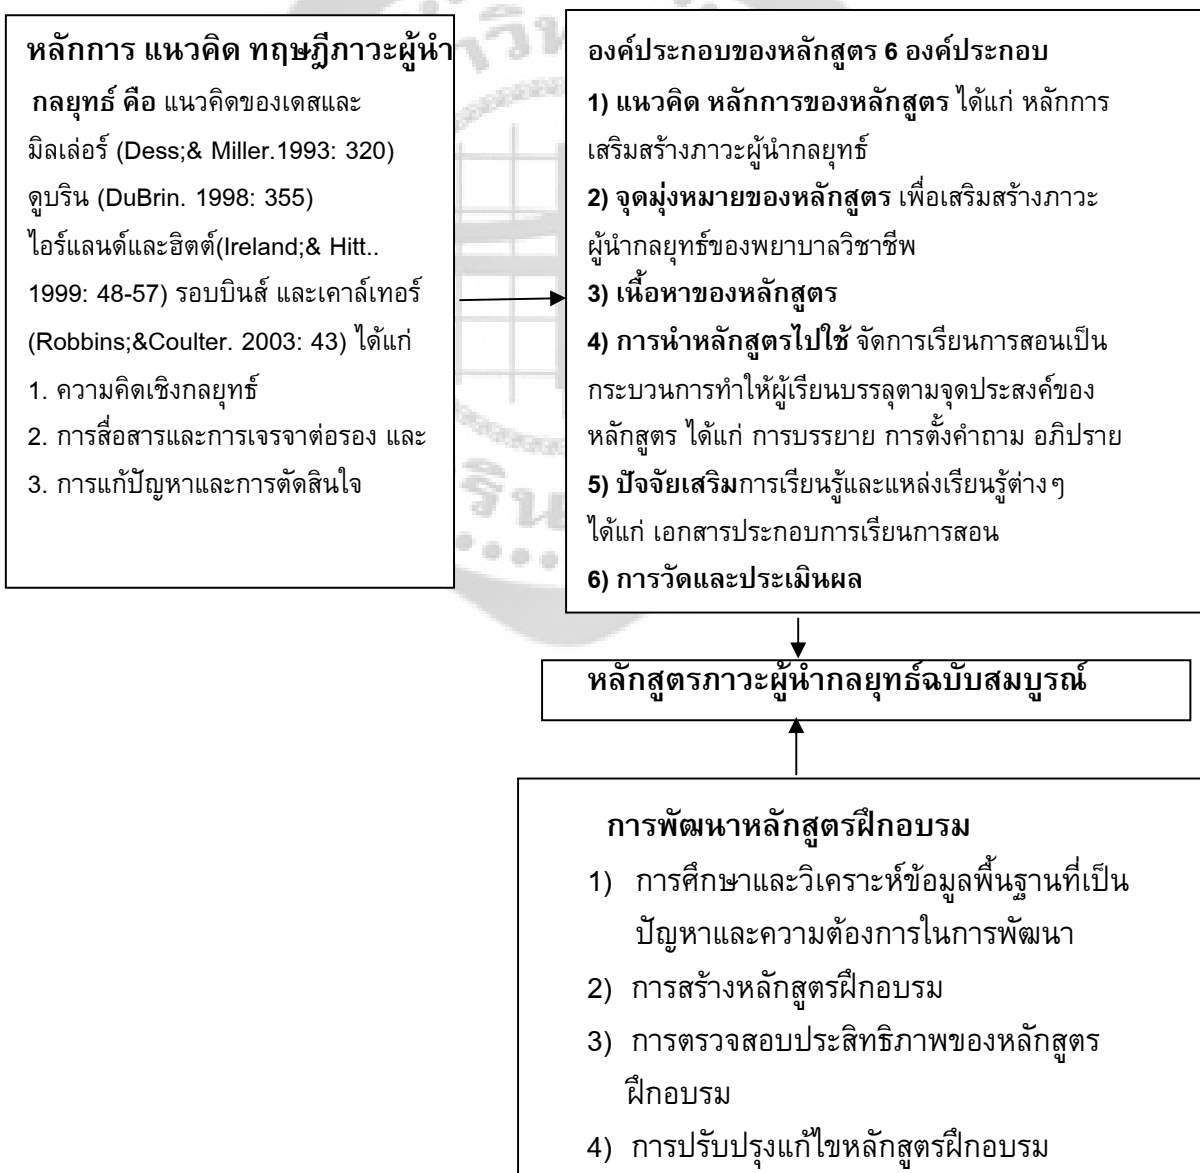 หลักการ แนวคิด ทฤษฎีภาวะผู้นำ
กลยุทธ์ คือ แนวคิดของเดสและ
มิลเล่อร์ (Dess;& Miller.1993: 320)
ดูบริน (DuBrin. 1998: 355)
ไอร์แลนด์และฮิตต์(Ireland;& Hitt..
1999: 48-57) รอบบินส์ และเคาล์เทอร์
(Robbins;&Coulter. 2003: 43) ได้แก่
1. ความคิดเชิงกลยุทธ์
2. การสื่อสารและการเจรจาต่อรอง และ
3. การแก้ปัญหาและการตัดสินใจ
องค์ประกอบของหลักสูตร 6 องค์ประกอบ
1) แนวคิด หลักการของหลักสูตร ได้แก่ หลักการ
เสริมสร้างภาวะผู้นำกลยุทธ์
2) จุดมุ่งหมายของหลักสูตร เพื่อเสริมสร้างภาวะ
ผู้นำกลยุทธ์ของพยาบาลวิชาชีพ
3) เนื้อหาของหลักสูตร
4) การนำหลักสูตรไปใช้ จัดการเรียนการสอนเป็น
กระบวนการทำให้ผู้เรียนบรรลุตามจุดประสงค์ของ
หลักสูตร ได้แก่ การบรรยาย การตั้งคำถาม อภิปราย
5) ปัจจัยเสริมการเรียนรู้และแหล่งเรียนรู้ต่างๆ
ได้แก่ เอกสารประกอบการเรียนการสอน
6) การวัดและประเมินผล
หลักสูตรภาวะผู้นำกลยุทธ์ฉบับสมบูรณ์
การพัฒนาหลักสูตรฝึกอบรม
1) การศึกษาและวิเคราะห์ข้อมูลพื้นฐานที่เป็น
ปัญหาและความต้องการในการพัฒนา
2) การสร้างหลักสูตรฝึกอบรม
3) การตรวจสอบประสิทธิภาพของหลักสูตร
ฝึกอบรม
4) การปรับปรุงแก้ไขหลักสูตรฝึกอบรม